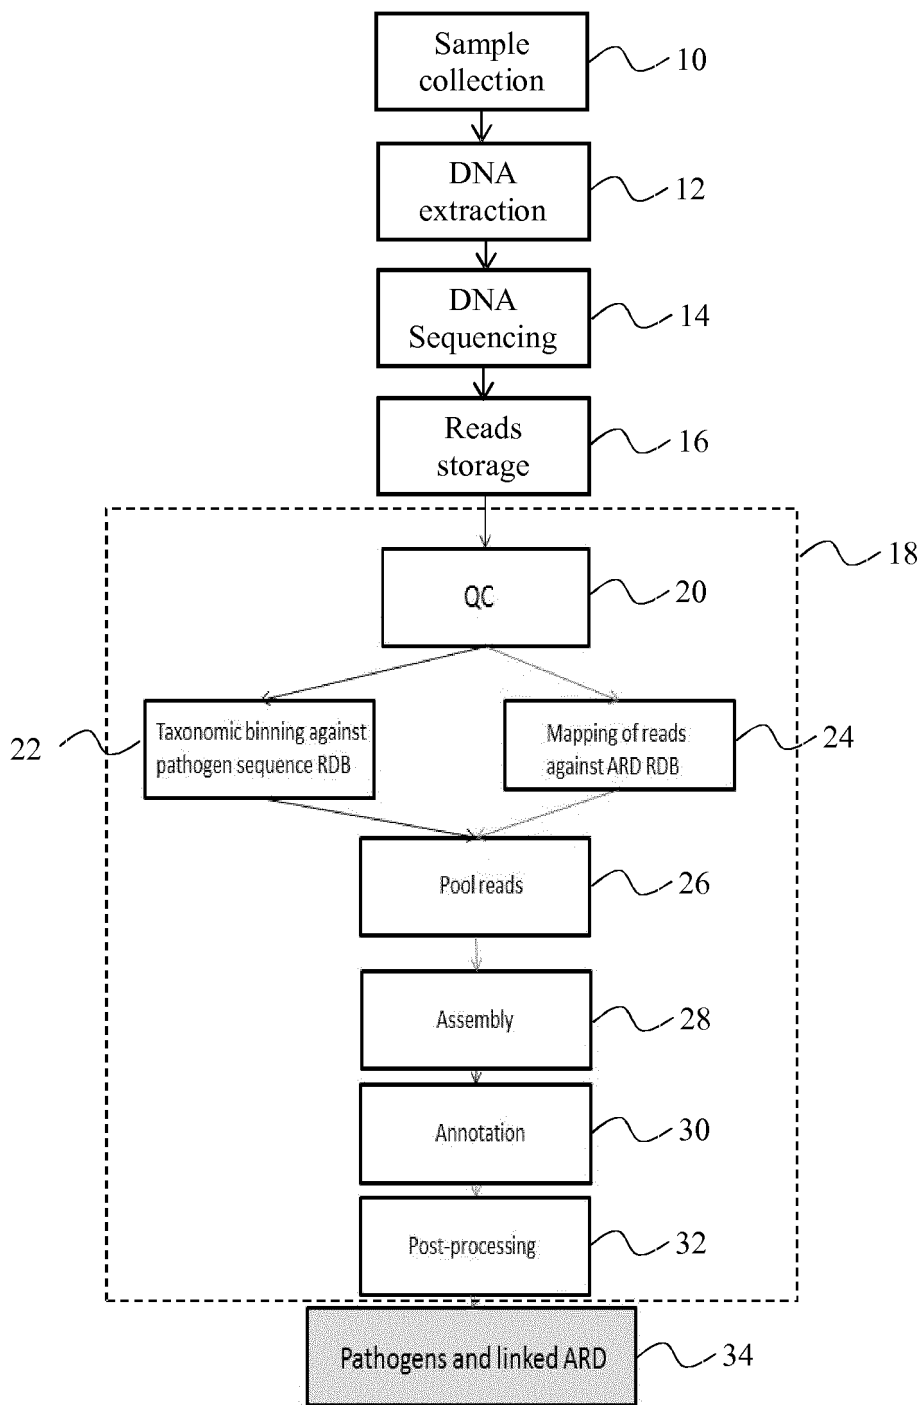 Sample
collection
10
DNA
extraction
12
DNA
Sequencing
14
Reads
storage
16
18
QC
20
22
Taxonomic binning against
pathogen sequence RDB
Mapping of reads
against ARD RDB
24
Pool reads
26
Assembly
28
Annotation
30
Post-processing
32
Pathogens and linked ARD
34